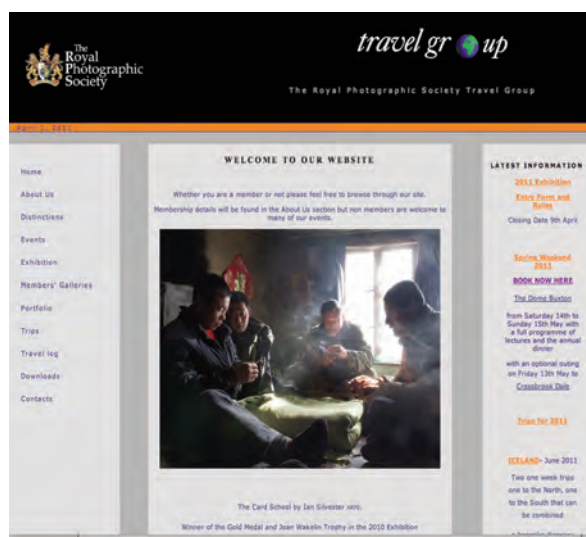 The
Royal
Photographic
Society
travel gr up
The Royal Photographic Society Travel Group
April 1, 2011
Home
About Us
Distinctions
Events
Exhibition
Members' Galleries
Portfolio
Trips
Travel log
Downloads
Contacts
WELCOME TO OUR WEBSITE
Whether you are a member or not please feel free to browse through our site.
Membership details will be found in the About Us section but non members are welcome to
many of our events.
The Card School by Ian Silvester ARPS.
Winner of the Gold Medal and Joan Wakelin Trophy in the 2010 Exhibition
LATEST INFORMATION
2011 Exhibition
Entry Form and
Rules
Closing Date 9th April
Spring Weekend
2011
BOOK NOW HERE
The Dome Buxton
from Saturday 14th to
Sunday 15th May with
a full programme of
lectures and the annual
dinner
with an optional outing
on Friday 13th May to
Cressbrook Dale
Trips for 2011
ICELAND- June 2011
Two one week trips
one to the North, one
to the South that can
be combined